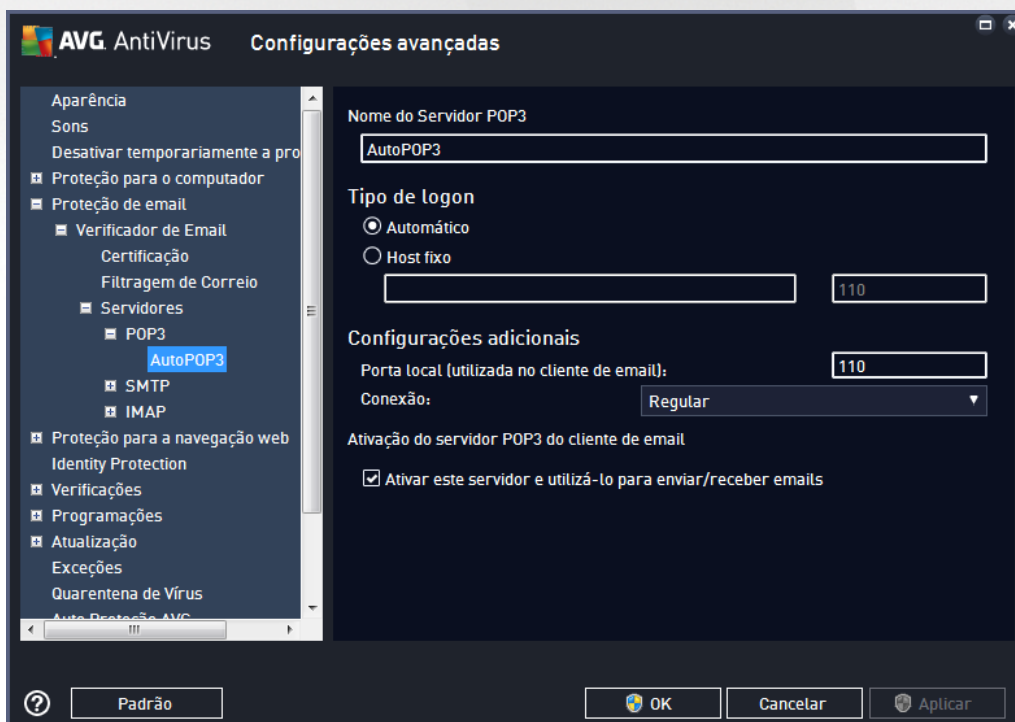 AVG. AntiVirus Configurações avançadas
Aparência
Sons
Desativar temporariamente a pro
Proteção para o computador
Proteção de email
Verificador de Email
Certificação
Filtragem de Correio
Servidores
POP3
AutoPOP3
SMTP
IMAP
Proteção para a navegação web
Identity Protection
Verificações
Programações
Atualização
Exceções
Quarentena de Vírus
Auto Proteção AVG
Nome do Servidor POP3
AutoPOP3
Tipo de logon
Automático
Host fixo
110
Configurações adicionais
Porta local (utilizada no cliente de email): 110
Conexão: Regular
Ativação do servidor POP3 do cliente de email
Ativar este servidor e utilizá-lo para enviar/receber emails
? Padrão OK Cancelar Aplicar